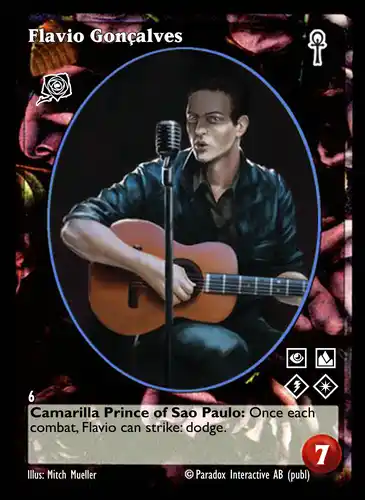 Flavio Gonçalves
6
Camarilla Prince of Sao Paulo: Once each
combat, Flavio can strike: dodge.
7
Illus: Mitch Mueller © Paradox Interactive AB (publ)